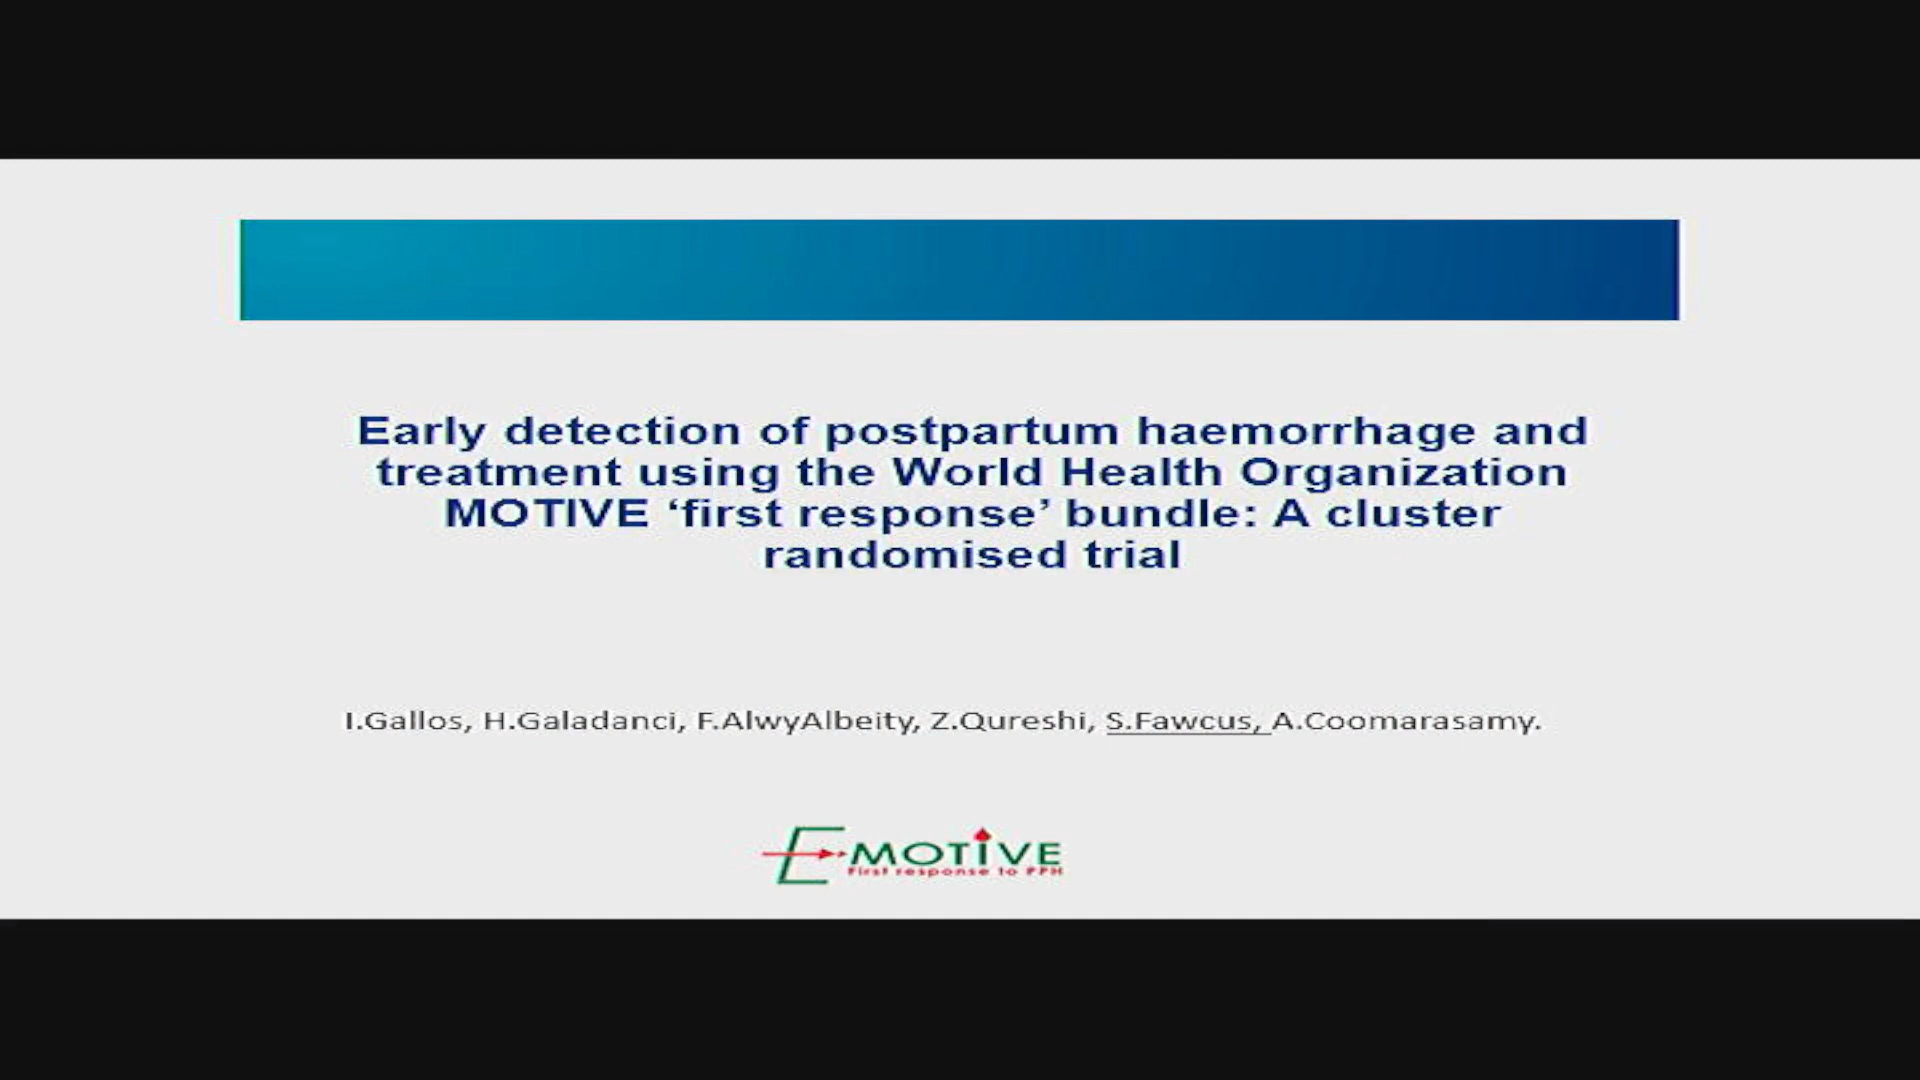 Early detection of postpartum haemorrhage and
treatment using the World Health Organization
MOTIVE ‘first response’ bundle: A cluster
randomised trial
I.Gallos, H.Galadanci, F.AlwyAlbeity, Z.Qureshi, S.Fawcus, A.Coomarasamy.
E-MOTIVE
First response to PPH